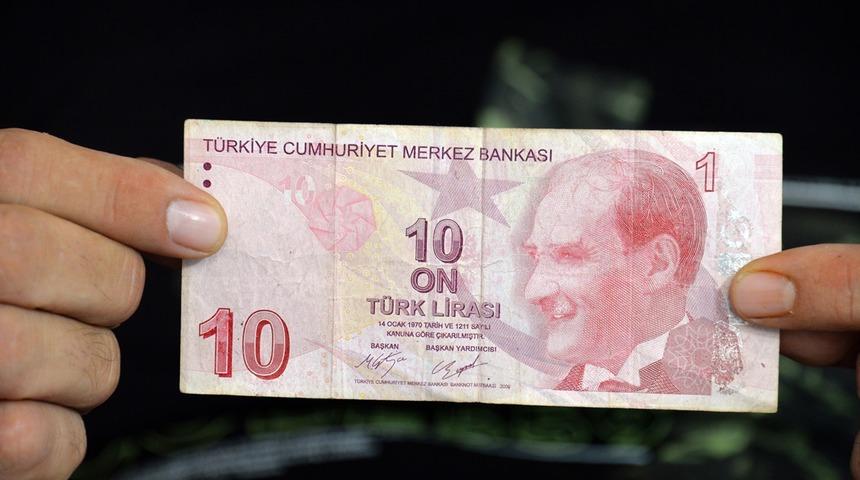 TÜRKİYE CUMHURİYET MERKEZ BANKASI
1
10
10
ON
TÜRK LİRASI
14 OCAK 1970 TARİH VE 1211 SAYILI
KANUNA GÖRE ÇIKARILMIŞTIR.
BAŞKAN BAŞKAN YARDIMCISI
10
TÜRKİYE CUMHURİYET MERKEZ BANKASI BANKNOT MATBAASI 2009